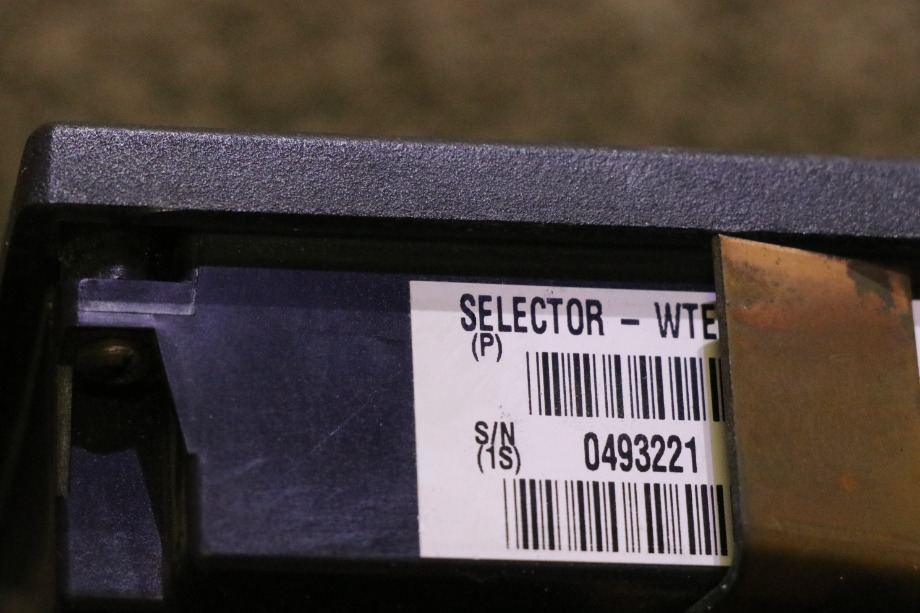 SELECTOR - WTE
(P)
S/N 0493221
(1S)